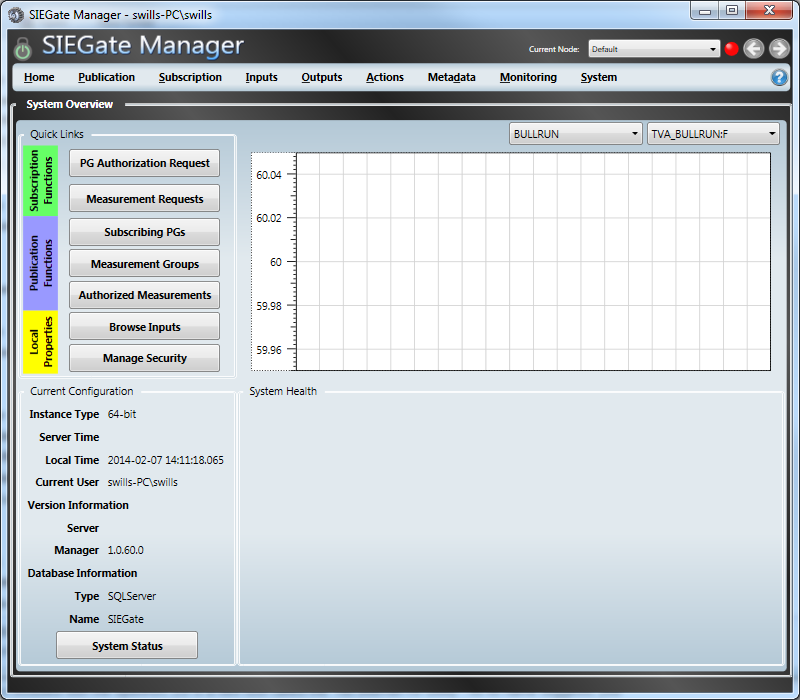 SIEGate Manager - swills-PC\swills
SIEGate Manager
Current Node: Default
Home Publication Subscription Inputs Outputs Actions Metadata Monitoring System
?
System Overview
Quick Links
BULLRUN
TVA_BULLRUN:F
Subscription
Functions
PG Authorization Request
Measurement Requests
Publication
Functions
Subscribing PGs
Measurement Groups
Authorized Measurements
Local
Properties
Browse Inputs
Manage Security
60.04
60.02
60
59.98
59.96
Current Configuration
Instance Type 64-bit
Server Time
Local Time 2014-02-07 14:11:18.065
Current User swills-PC\swills
Version Information
Server
Manager 1.0.60.0
Database Information
Type SQLServer
Name SIEGate
System Status
System Health